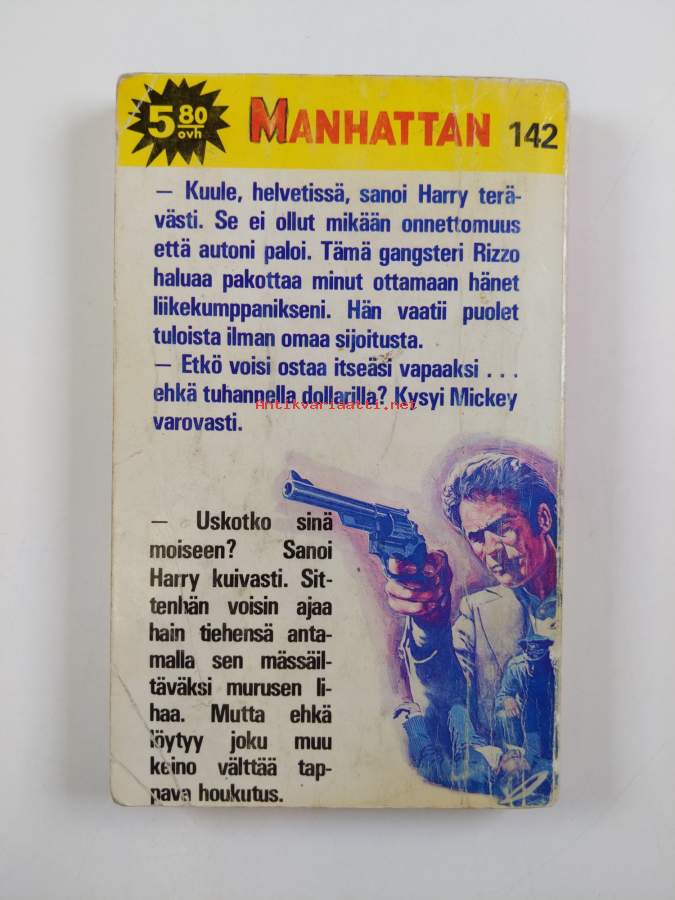 5 80
ovh
MANHATTAN 142
– Kuule, helvetissä, sanoi Harry terä-
västi. Se ei ollut mikään onnettomuus
että autoni paloi. Tämä gangsteri Rizzo
haluaa pakottaa minut ottamaan hänet
liikekumppanikseni. Hän vaatii puolet
tuloista ilman omaa sijoitusta.
– Etkö voisi ostaa itseäsi vapaaksi . . .
ehkä tuhannella dollarilla? Kysyi Mickey
Antikvariaatti.net
varovasti.
– Uskotko sinä
moiseen? Sanoi
Harry kuivasti. Sit-
tenhän voisin ajaa
hain tiehensä anta-
malla sen mässäil-
täväksi murusen li-
haa. Mutta ehkä
löytyy joku muu
keino välttää tap-
pava houkutus.